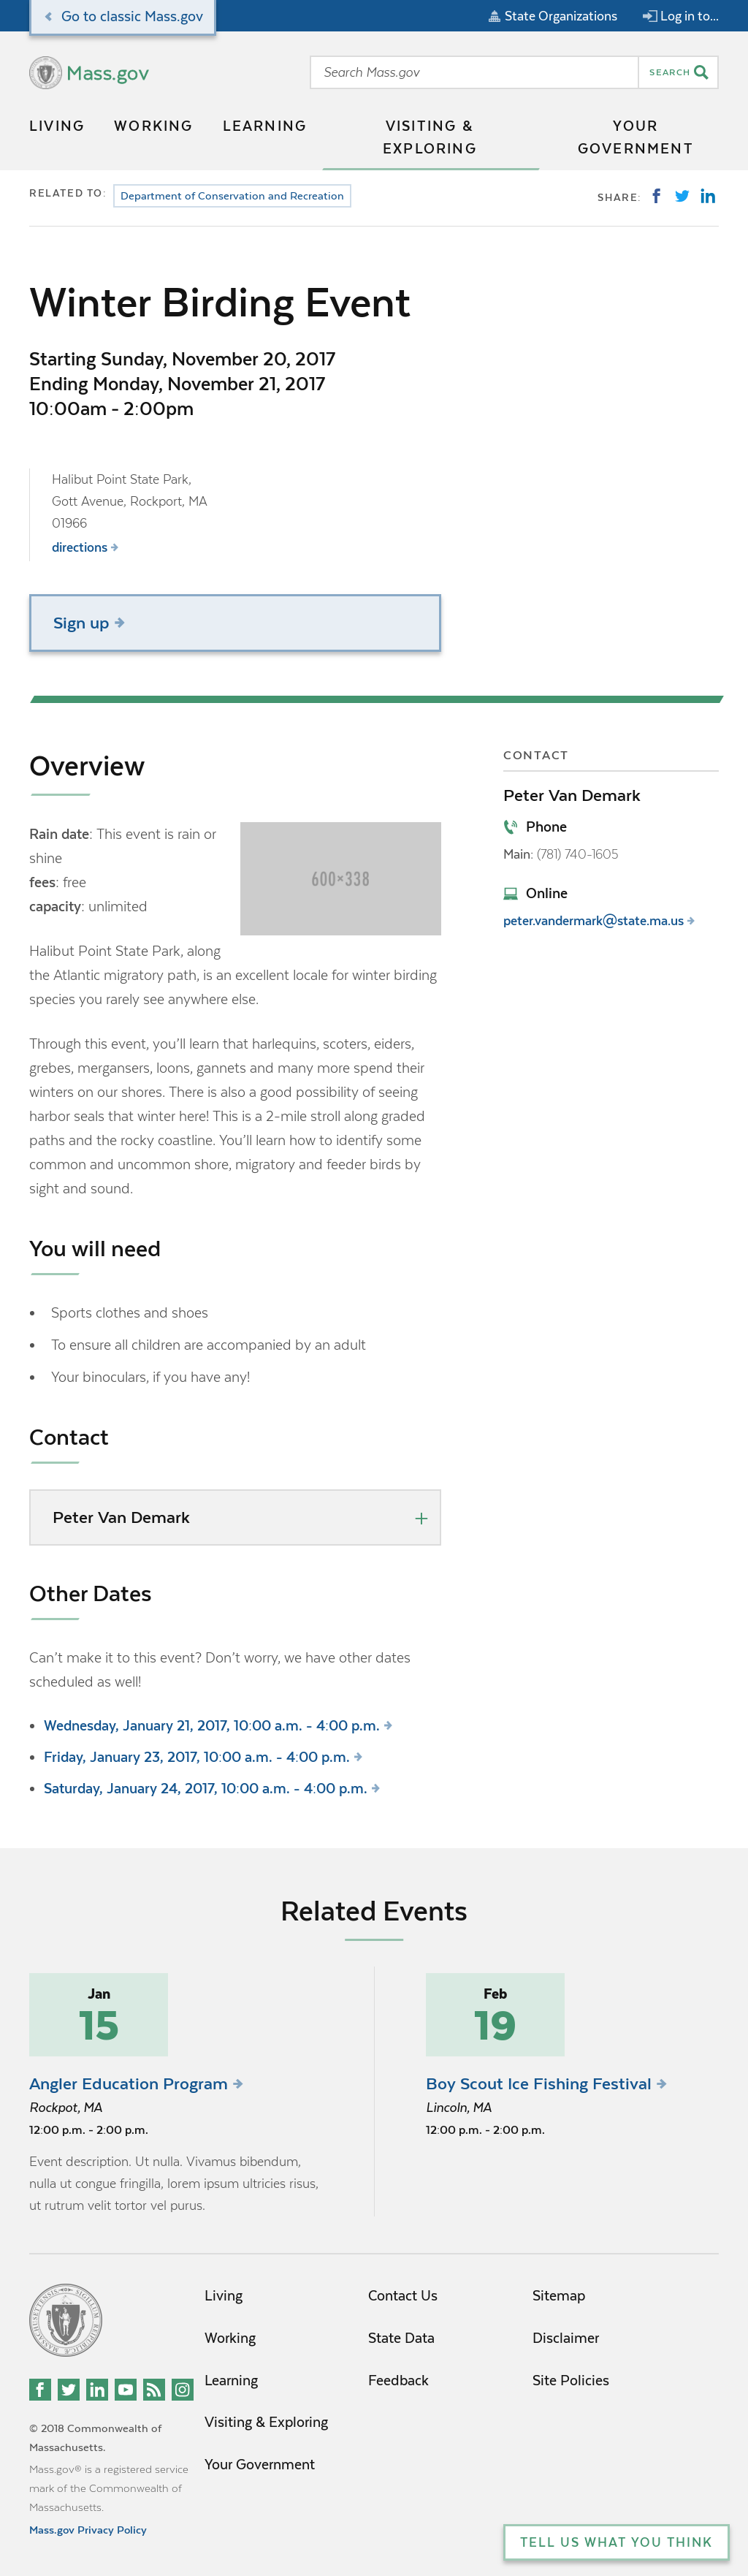 Go to classic Mass.gov
State Organizations
Log in to...
Mass.gov
Search Mass.gov
SEARCH
LIVING
WORKING
LEARNING
VISITING &
EXPLORING
YOUR
GOVERNMENT
RELATED TO:
Department of Conservation and Recreation
SHARE:
Winter Birding Event
Starting Sunday, November 20, 2017
Ending Monday, November 21, 2017
10:00am - 2:00pm
Halibut Point State Park,
Gott Avenue, Rockport, MA
01966
directions
Sign up
Overview
Rain date: This event is rain or
shine
fees: free
capacity: unlimited
600×338
Halibut Point State Park, along
the Atlantic migratory path, is an excellent locale for winter birding
species you rarely see anywhere else.
Through this event, you'll learn that harlequins, scoters, eiders,
grebes, mergansers, loons, gannets and many more spend their
winters on our shores. There is also a good possibility of seeing
harbor seals that winter here! This is a 2-mile stroll along graded
paths and the rocky coastline. You'll learn how to identify some
common and uncommon shore, migratory and feeder birds by
sight and sound.
You will need
• Sports clothes and shoes
• To ensure all children are accompanied by an adult
• Your binoculars, if you have any!
Contact
Peter Van Demark
Other Dates
Can't make it to this event? Don't worry, we have other dates
scheduled as well!
• Wednesday, January 21, 2017, 10:00 a.m. - 4:00 p.m.
• Friday, January 23, 2017, 10:00 a.m. - 4:00 p.m.
• Saturday, January 24, 2017, 10:00 a.m. - 4:00 p.m.
CONTACT
Peter Van Demark
Phone
Main: (781) 740-1605
Online
peter.vandermark@state.ma.us
Related Events
Jan
15
Angler Education Program
Rockpot, MA
12:00 p.m. - 2:00 p.m.
Event description. Ut nulla. Vivamus bibendum,
nulla ut congue fringilla, lorem ipsum ultricies risus,
ut rutrum velit tortor vel purus.
Feb
19
Boy Scout Ice Fishing Festival
Lincoln, MA
12:00 p.m. - 2:00 p.m.
© 2018 Commonwealth of
Massachusetts.
Mass.gov® is a registered service
mark of the Commonwealth of
Massachusetts.
Mass.gov Privacy Policy
Living
Working
Learning
Visiting & Exploring
Your Government
Contact Us
State Data
Feedback
Sitemap
Disclaimer
Site Policies
TELL US WHAT YOU THINK